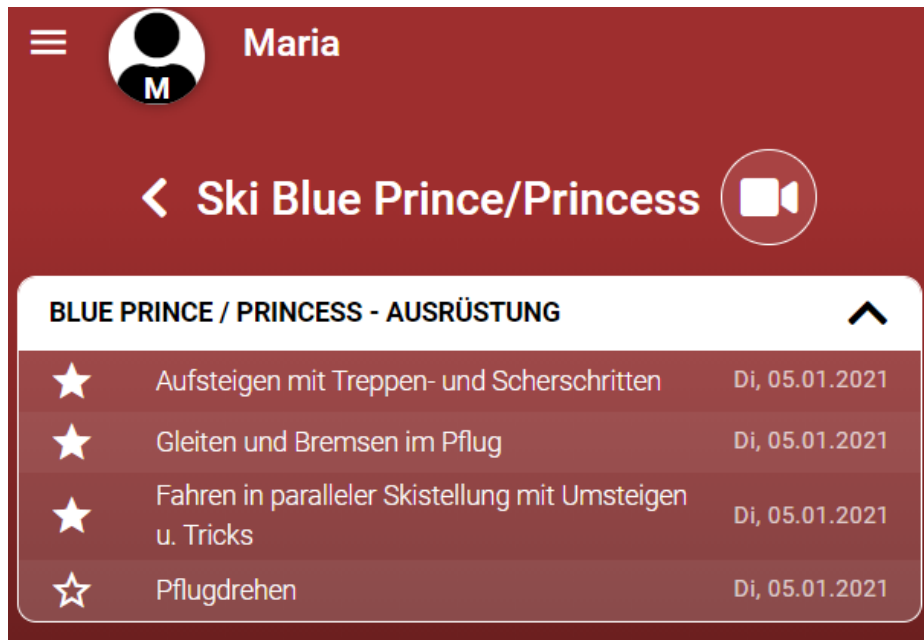 Maria
M
Ski Blue Prince/Princess
BLUE PRINCE / PRINCESS - AUSRÜSTUNG
Aufsteigen mit Treppen- und Scherschritten Di, 05.01.2021
Gleiten und Bremsen im Pflug Di, 05.01.2021
Fahren in paralleler Skistellung mit Umsteigen
u. Tricks Di, 05.01.2021
Pflugdrehen Di, 05.01.2021